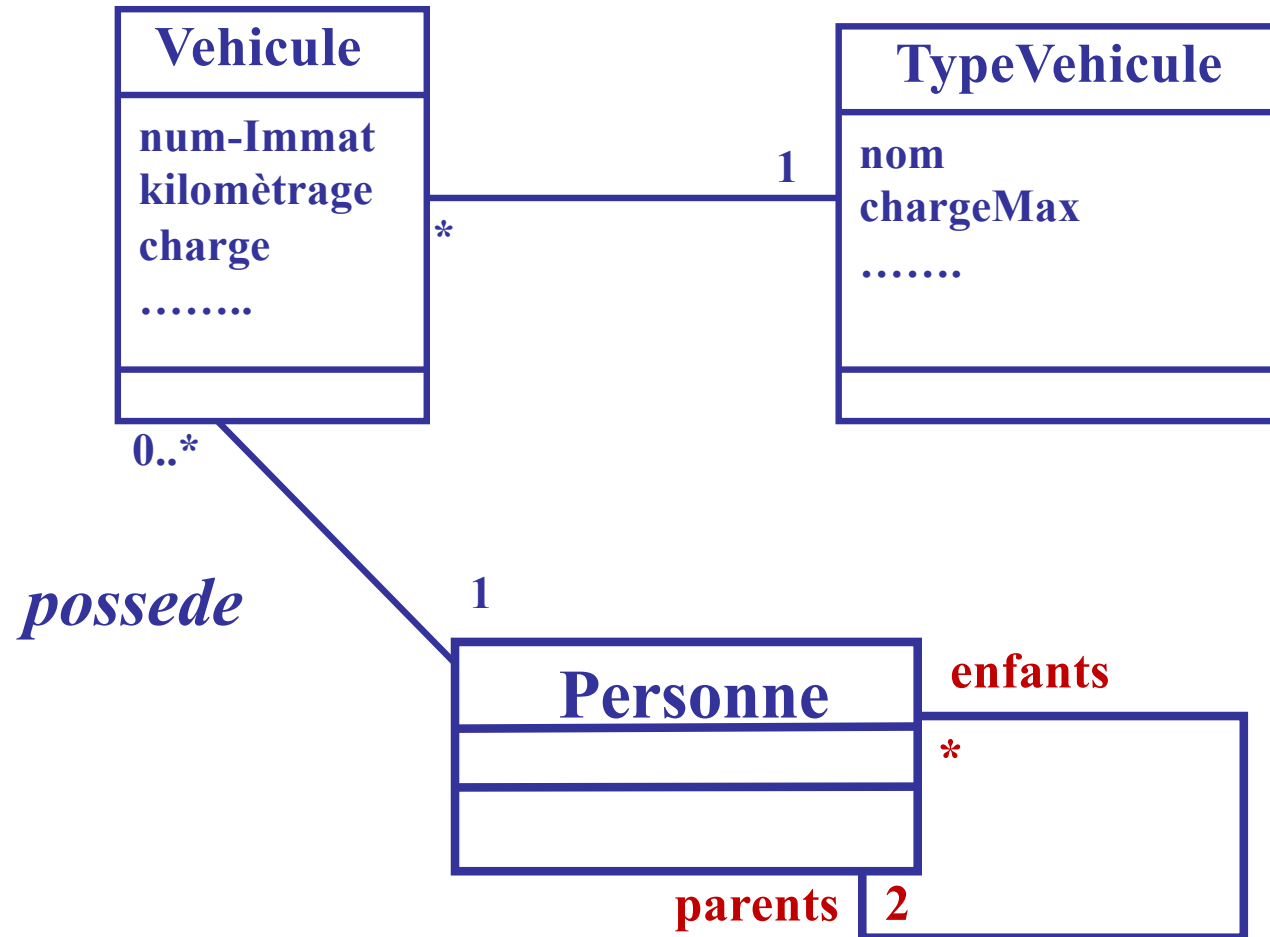 Vehicule
num-Immat
kilomètrage
charge
……..
TypeVehicule
nom
chargeMax
…….
1
*
0..*
possede
1
Personne
enfants
*
parents
2